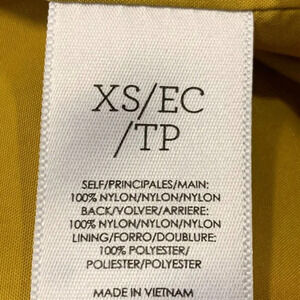 XS/EC
/TP
SELF/PRINCIPALES/MAIN:
100% NYLON/NYLON/NYLON
BACK/VOLVER/ARRIERE:
100% NYLON/NYLON/NYLON
LINING/FORRO/DOUBLURE:
100% POLYESTER/
POLIESTER/POLYESTER
MADE IN VIETNAM